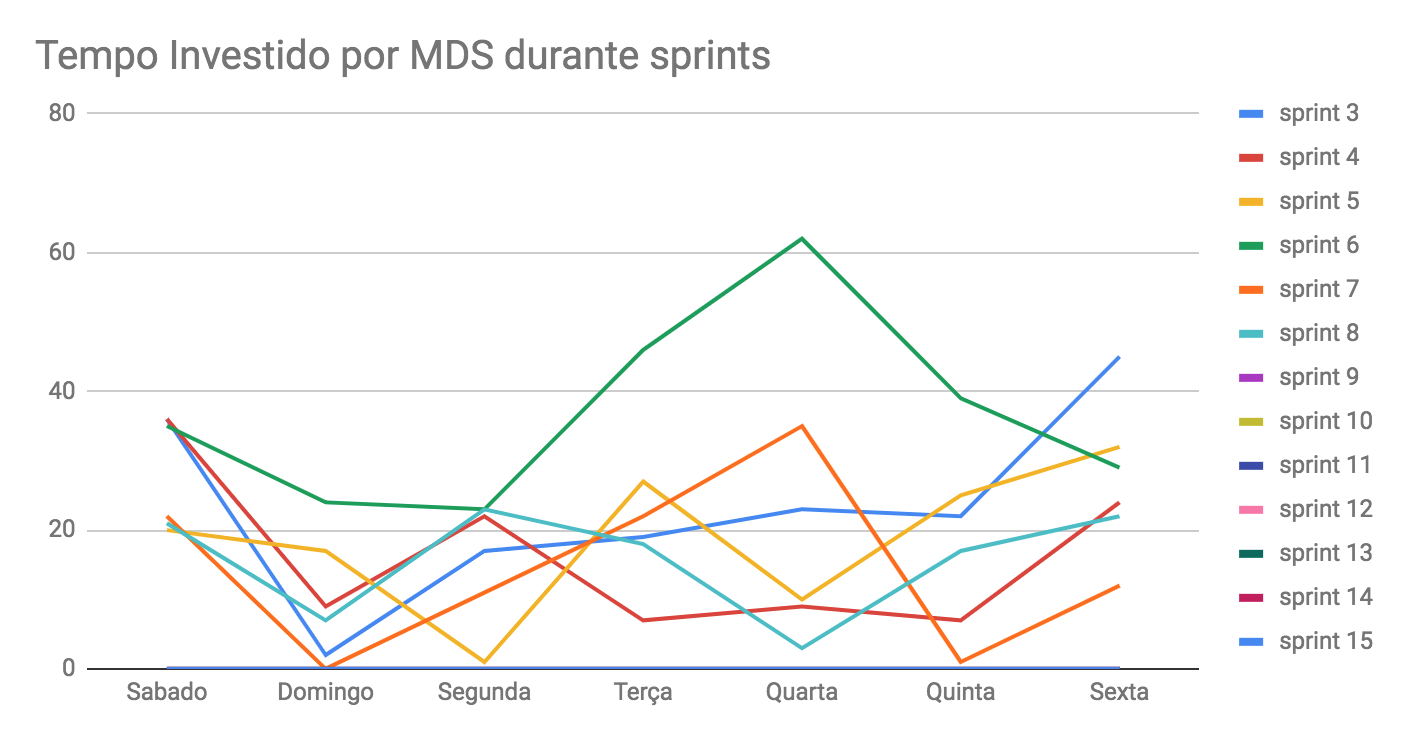 Tempo Investido por MDS durante sprints
80
60
40
20
0
Sabado Domingo Segunda Terça Quarta Quinta Sexta
sprint 3
sprint 4
sprint 5
sprint 6
sprint 7
sprint 8
sprint 9
sprint 10
sprint 11
sprint 12
sprint 13
sprint 14
sprint 15